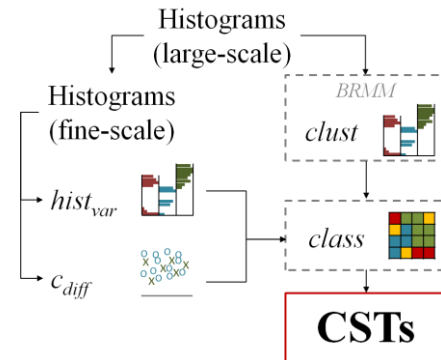 Histograms
(large-scale)
Histograms
(fine-scale)
BRMM
clust
hist_var
class
c_diff
CSTs